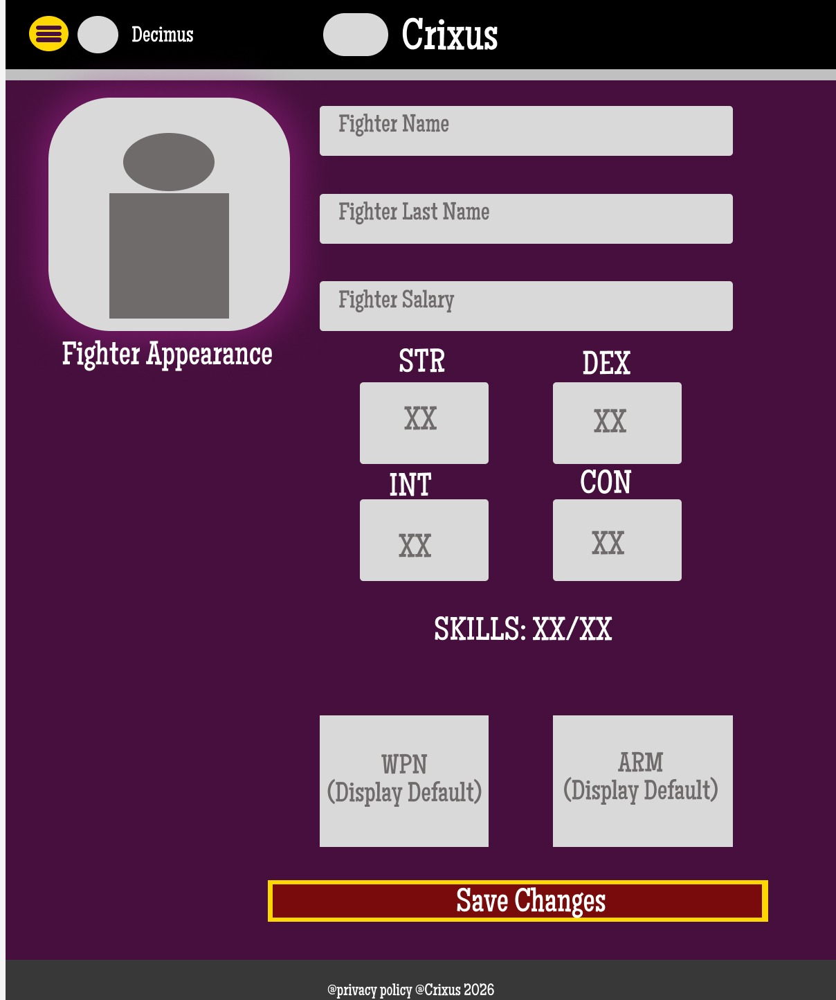 Decimus
Crixus
Fighter Name
Fighter Last Name
Fighter Salary
Fighter Appearance
STR
DEX
XX
XX
INT
CON
XX
XX
SKILLS: XX/XX
WPN
(Display Default)
ARM
(Display Default)
Save Changes
@privacy policy @Crixus 2026